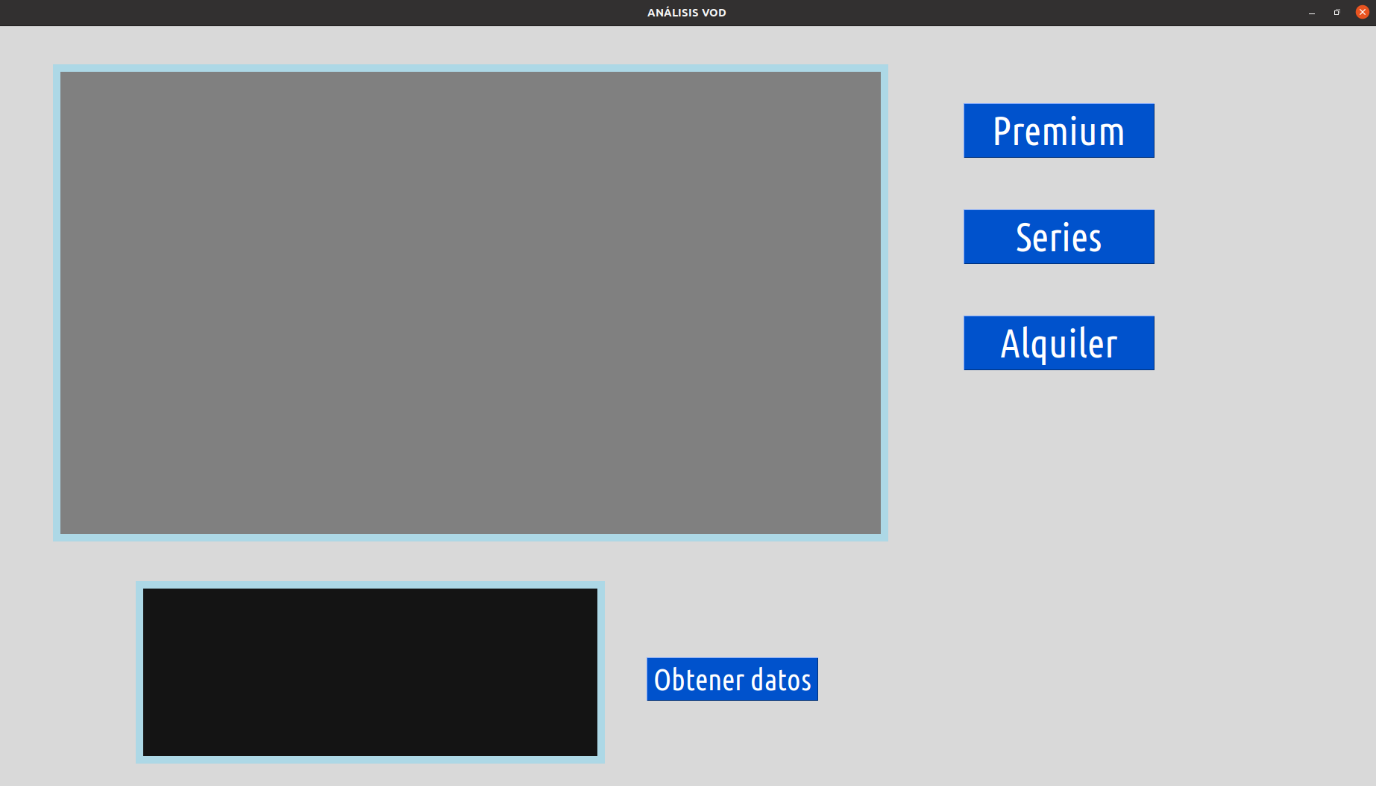 ANÁLISIS VOD
Premium
Series
Alquiler
Obtener datos